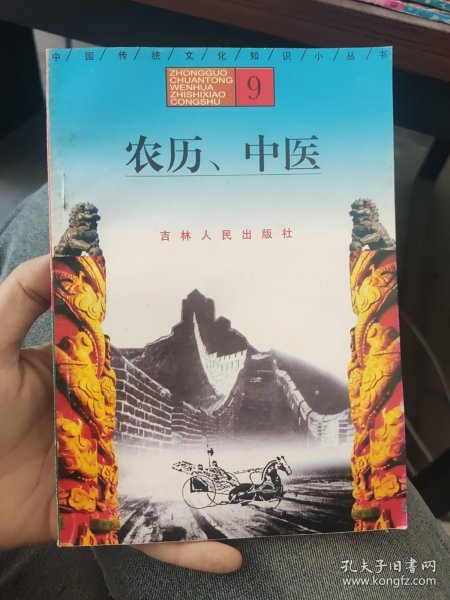 中/国/传/统/文/化/知/识/小/丛/书
ZHONGGUO
CHUANTONG
WENHUA
ZHISHIXIAO
CONGSHU
9
农历、中医
吉林人民出版社
孔夫子旧书网
www.kongfz.com